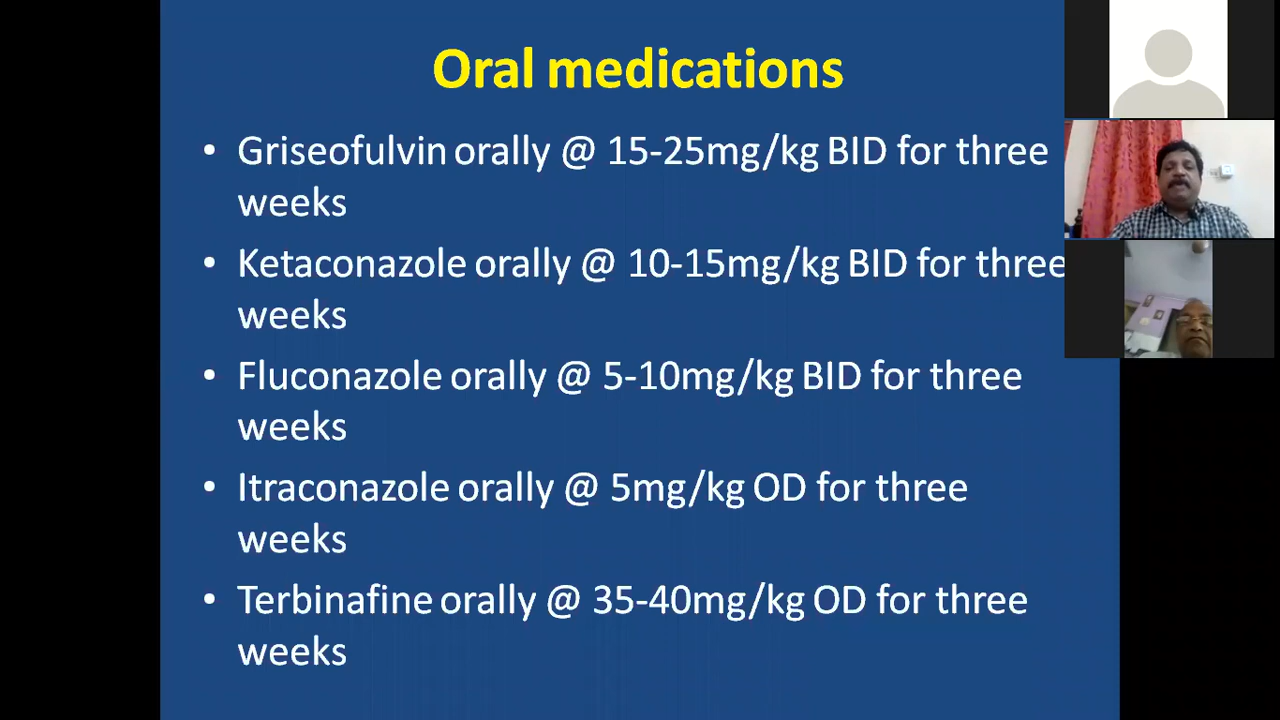 Oral medications
• Griseofulvin orally @ 15-25mg/kg BID for three
weeks
• Ketaconazole orally @ 10-15mg/kg BID for three
weeks
• Fluconazole orally @ 5-10mg/kg BID for three
weeks
• Itraconazole orally @ 5mg/kg OD for three
weeks
• Terbinafine orally @ 35-40mg/kg OD for three
weeks